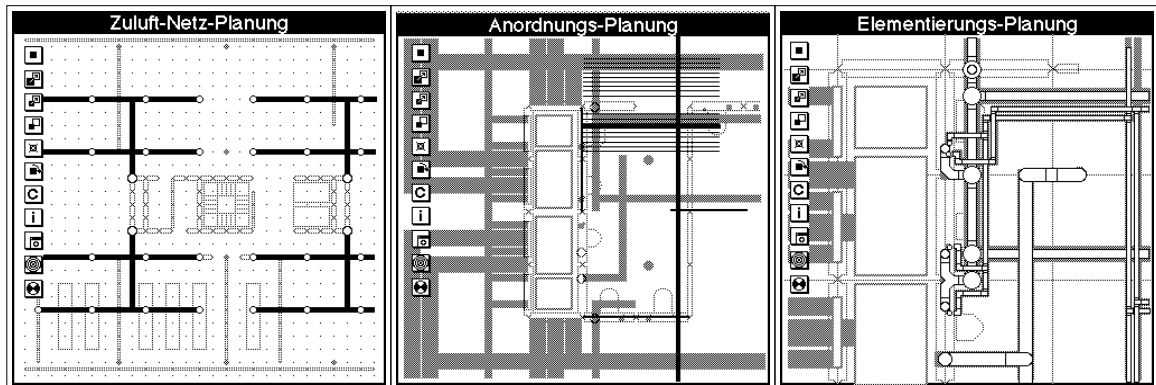 Zuluft-Netz-Planung
Anordnungs-Planung
Elementierungs-Planung
C
i
C
i
C
i